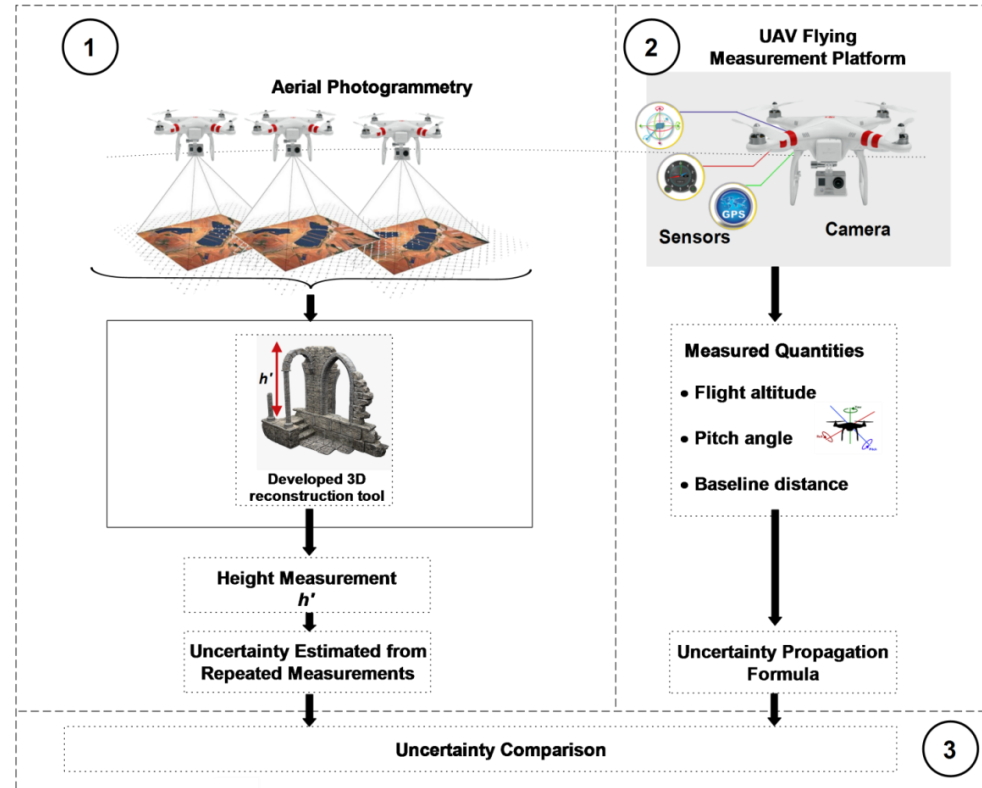 1
Aerial Photogrammetry
h'
Developed 3D
reconstruction tool
Height Measurement
h'
Uncertainty Estimated from
Repeated Measurements
2
UAV Flying
Measurement Platform
GPS
Sensors
Camera
Measured Quantities
• Flight altitude
• Pitch angle
• Baseline distance
Uncertainty Propagation
Formula
Uncertainty Comparison
3